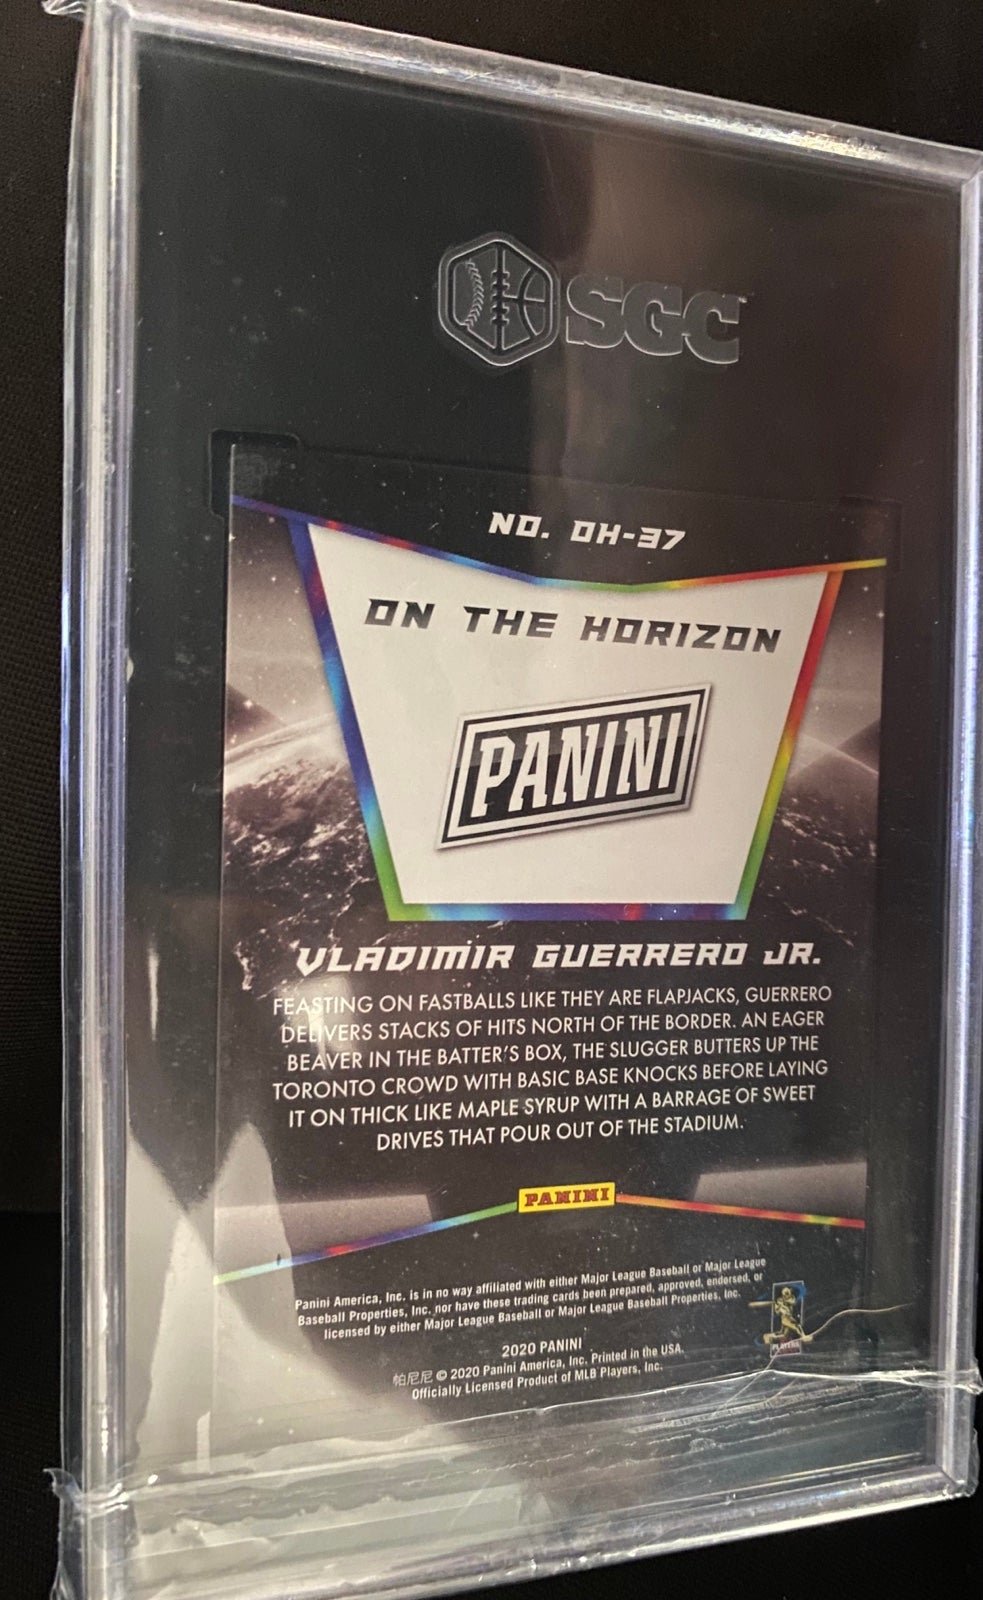 SGC
NO. OH-37
ON THE HORIZON
PANINI
VLADIMIR GUERRERO JR.
FEASTING ON FASTBALLS LIKE THEY ARE FLAPJACKS, GUERRERO
DELIVERS STACKS OF HITS NORTH OF THE BORDER. AN EAGER
BEAVER IN THE BATTER'S BOX, THE SLUGGER BUTTERS UP THE
TORONTO CROWD WITH BASIC BASE KNOCKS BEFORE LAYING
IT ON THICK LIKE MAPLE SYRUP WITH A BARRAGE OF SWEET
DRIVES THAT POUR OUT OF THE STADIUM.
PANINI
Panini America, Inc. is in no way affiliated with either Major League Baseball or Major League
Baseball Properties, Inc. nor have these trading cards been prepared, approved, endorsed, or
licensed by either Major League Baseball or Major League Baseball Properties, Inc.
PLAYERS
2020 PANINI
帕尼尼 © 2020 Panini America, Inc. Printed in the USA.
Officially Licensed Product of MLB Players, Inc.